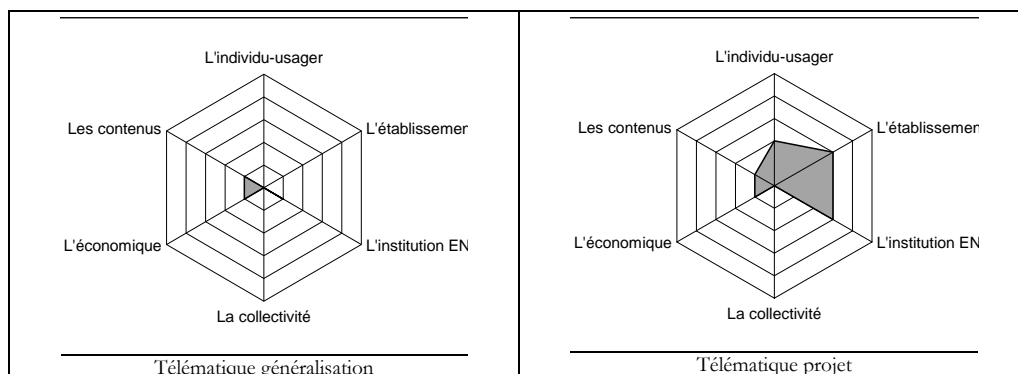 L'individu-usager
Les contenus
L'établissemen
L'économique
L'institution EN
La collectivité
Télématique généralisation
L'individu-usager
Les contenus
L'établissemen
L'économique
L'institution EN
La collectivité
Télématique projet